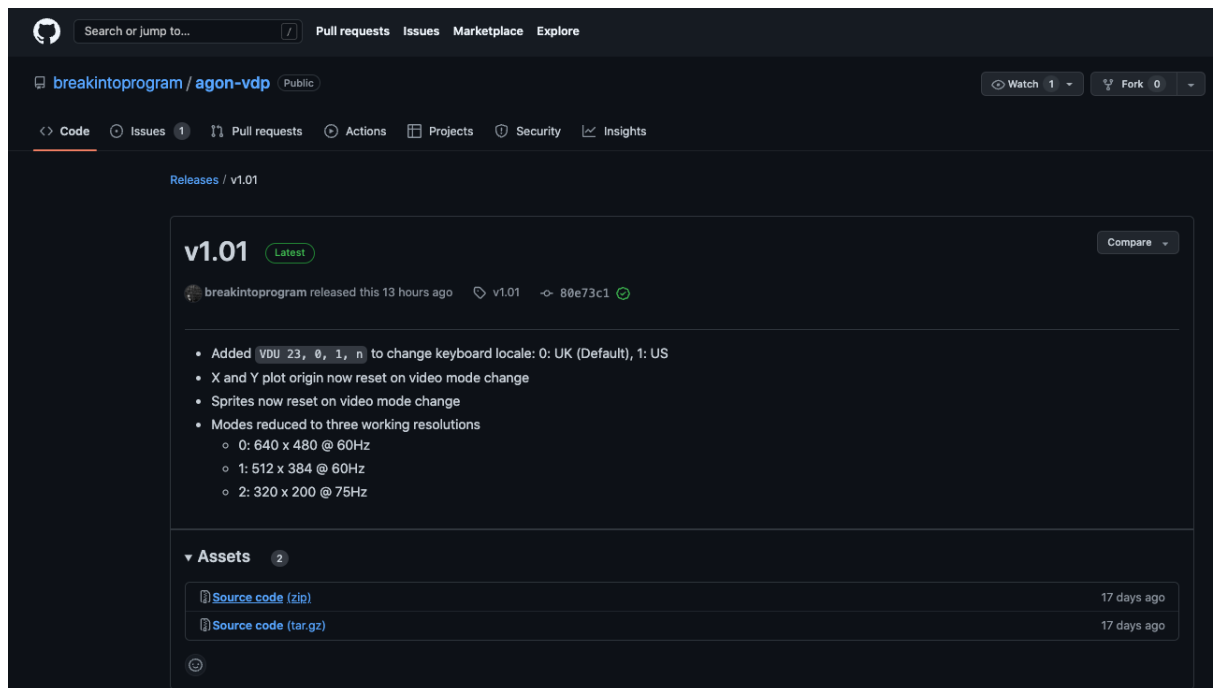 Search or jump to... / Pull requests Issues Marketplace Explore
breakintoprogram / agon-vdp Public Watch 1 Fork 0
Code Issues 1 Pull requests Actions Projects Security Insights
Releases / v1.01
v1.01 Latest Compare
breakintoprogram released this 13 hours ago v1.01 80e73c1
• Added VDU 23, 0, 1, n to change keyboard locale: 0: UK (Default), 1: US
• X and Y plot origin now reset on video mode change
• Sprites now reset on video mode change
• Modes reduced to three working resolutions
○ 0: 640 x 480 @ 60Hz
○ 1: 512 x 384 @ 60Hz
○ 2: 320 x 200 @ 75Hz
Assets 2
Source code (zip) 17 days ago
Source code (tar.gz) 17 days ago